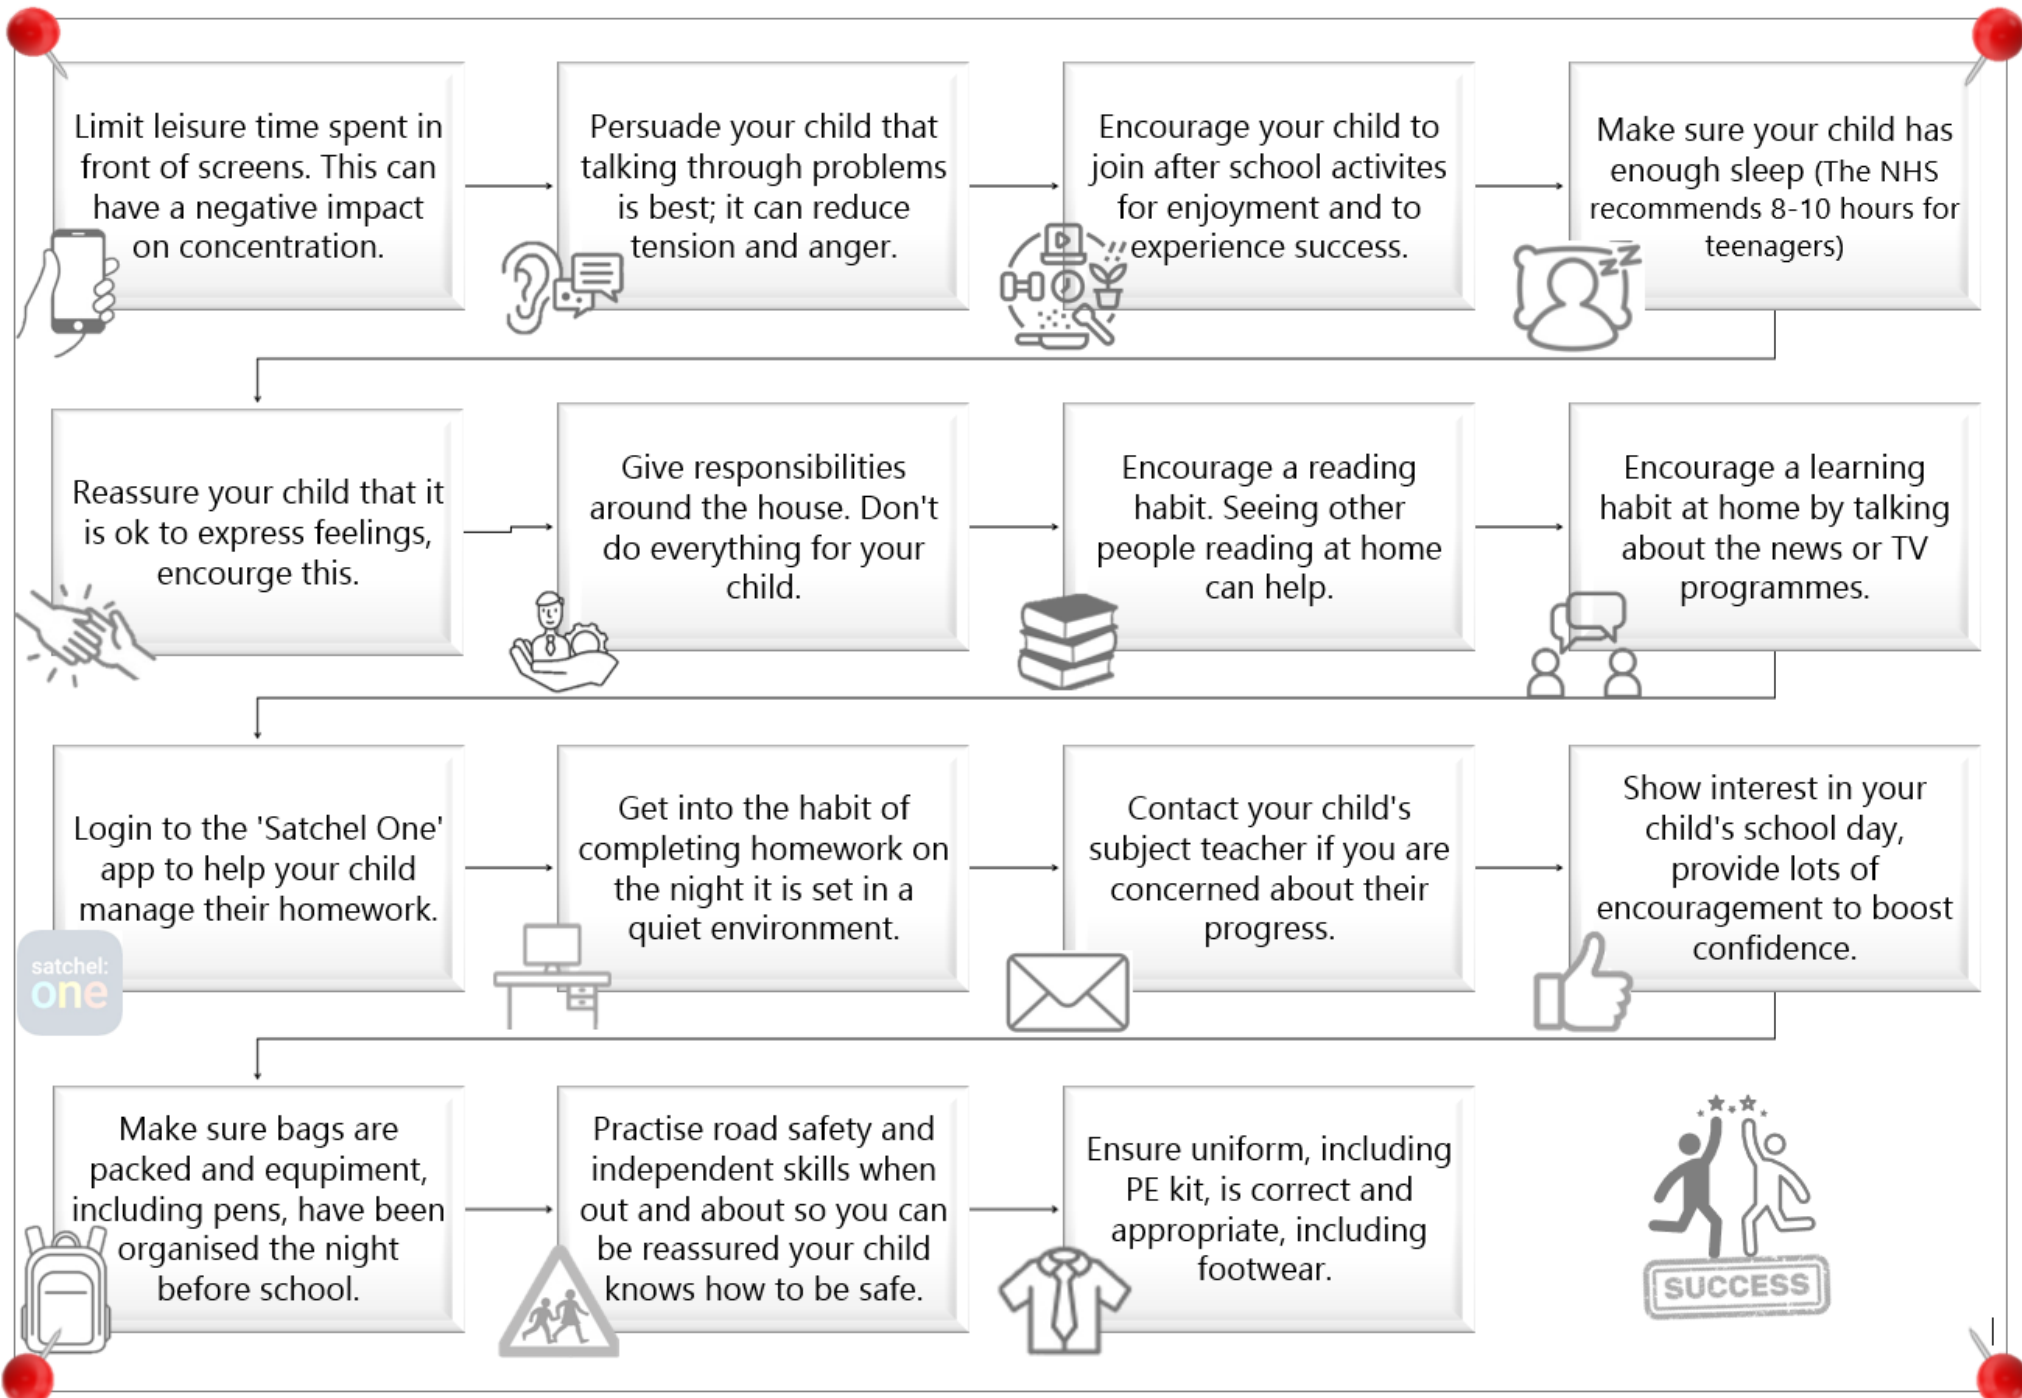 Limit leisure time spent in
front of screens. This can
have a negative impact
on concentration.
Persuade your child that
talking through problems
is best; it can reduce
tension and anger.
Encourage your child to
join after school activites
for enjoyment and to
experience success.
Make sure your child has
enough sleep (The NHS
recommends 8-10 hours for
teenagers)
Reassure your child that it
is ok to express feelings,
encourge this.
Give responsibilities
around the house. Don't
do everything for your
child.
Encourage a reading
habit. Seeing other
people reading at home
can help.
Encourage a learning
habit at home by talking
about the news or TV
programmes.
Login to the 'Satchel One'
app to help your child
manage their homework.
satchel:
one
Get into the habit of
completing homework on
the night it is set in a
quiet environment.
Contact your child's
subject teacher if you are
concerned about their
progress.
Show interest in your
child's school day,
provide lots of
encouragement to boost
confidence.
Make sure bags are
packed and equpiment,
including pens, have been
organised the night
before school.
Practise road safety and
independent skills when
out and about so you can
be reassured your child
knows how to be safe.
Ensure uniform, including
PE kit, is correct and
appropriate, including
footwear.
SUCCESS